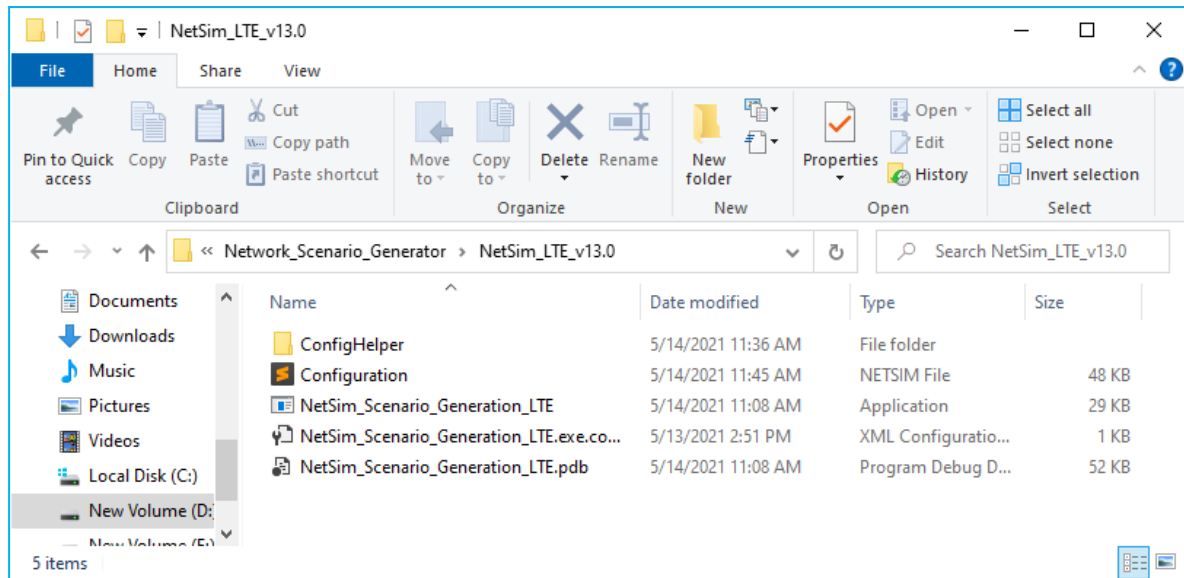 NetSim_LTE_v13.0
File Home Share View
Pin to Quick access
Copy
Paste
Cut
Copy path
Paste shortcut
Move to
Copy to
Delete
Rename
New folder
Properties
Open
Edit
History
Select all
Select none
Invert selection
Clipboard Organize New Open Select
« Network_Scenario_Generator > NetSim_LTE_v13.0
Search NetSim_LTE_v13.0
Documents
Downloads
Music
Pictures
Videos
Local Disk (C:)
New Volume (D:
New Volume (F:)
Name Date modified Type Size
ConfigHelper 5/14/2021 11:36 AM File folder
Configuration 5/14/2021 11:45 AM NETSIM File 48 KB
NetSim_Scenario_Generation_LTE 5/14/2021 11:08 AM Application 29 KB
NetSim_Scenario_Generation_LTE.exe.co... 5/13/2021 2:51 PM XML Configuratio... 1 KB
NetSim_Scenario_Generation_LTE.pdb 5/14/2021 11:08 AM Program Debug D... 52 KB
5 items